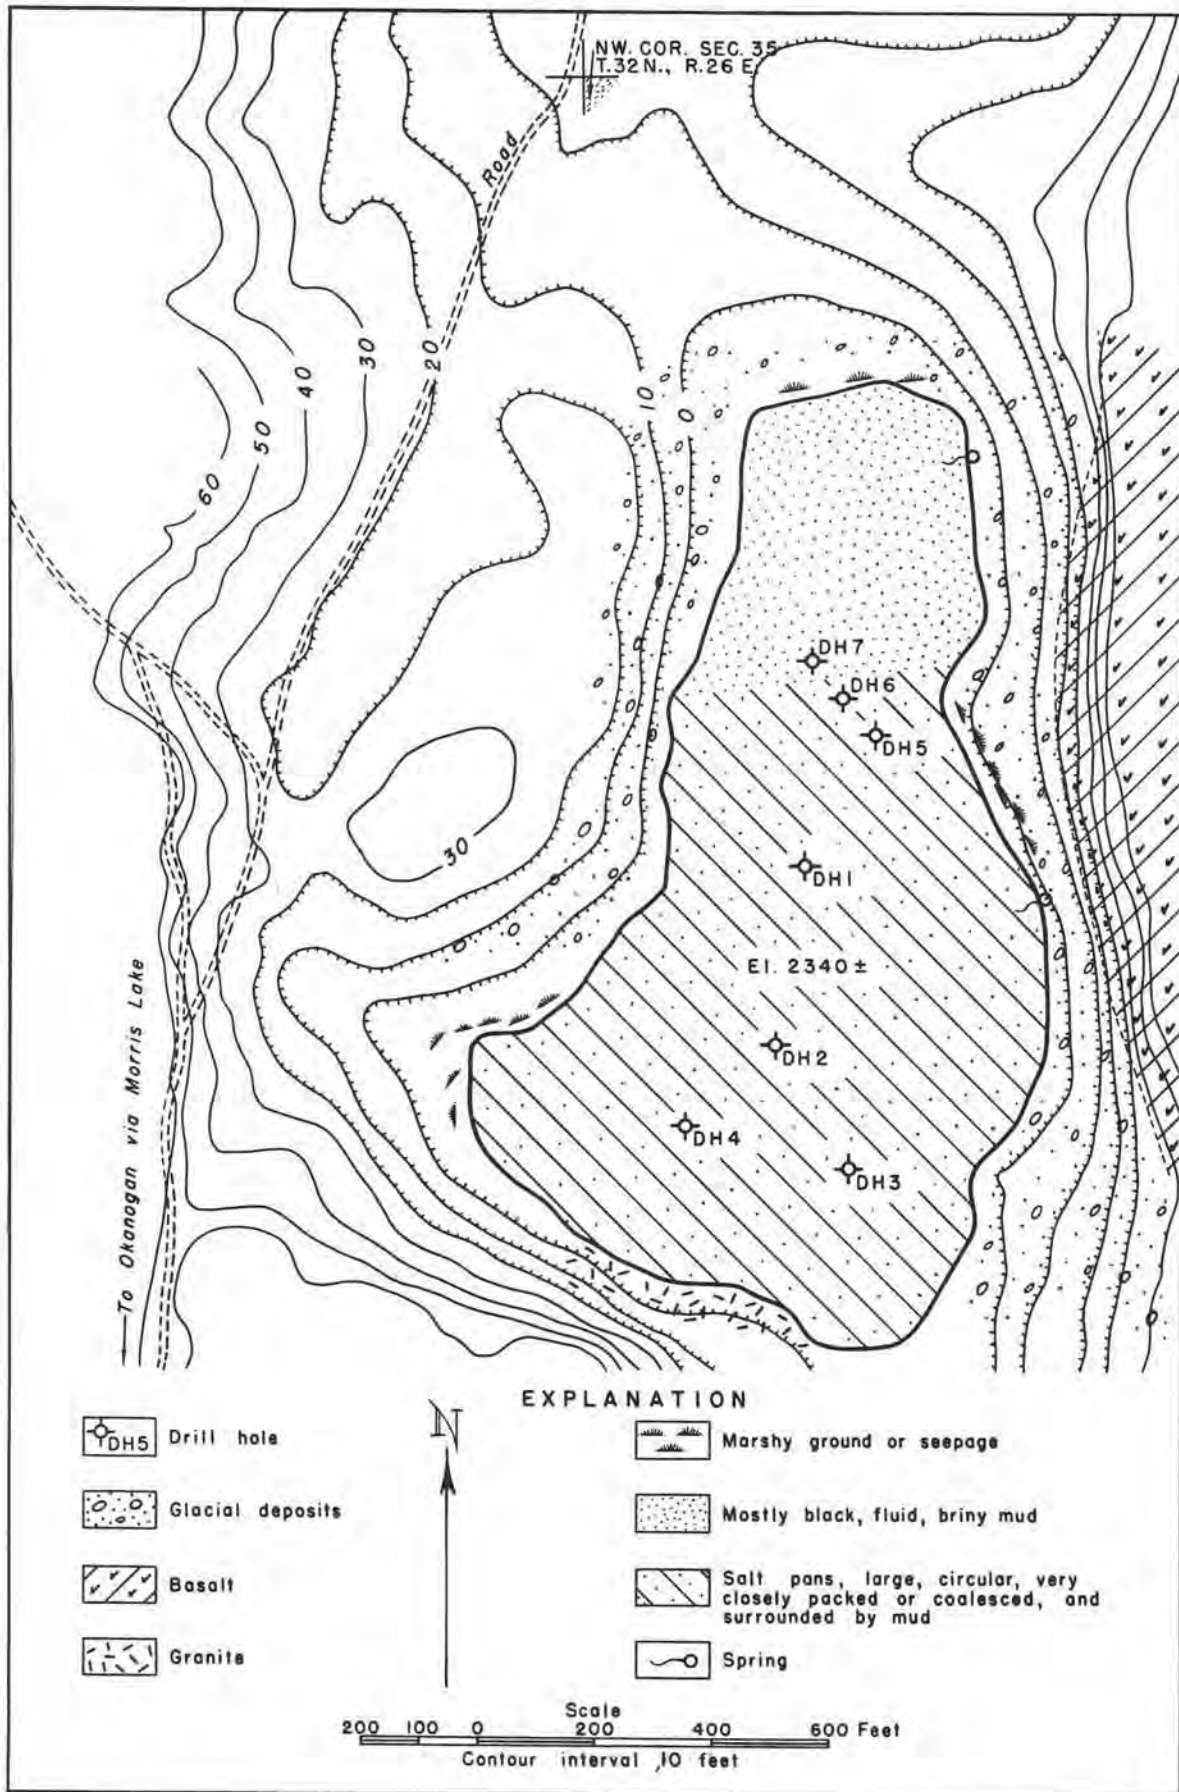 NW. COR. SEC. 35
T.32 N., R.26 E.
Road
60
50
40
30
20
10
0
30
DH7
DH6
DH5
DH1
El. 2340±
DH2
DH4
DH3
To Okanogan via Morris Lake
EXPLANATION
N
DH5 Drill hole
Glacial deposits
Basalt
Granite
Marshy ground or seepage
Mostly black, fluid, briny mud
Salt pans, large, circular, very
closely packed or coalesced, and
surrounded by mud
Spring
Scale
200 100 0 200 400 600 Feet
Contour interval, 10 feet